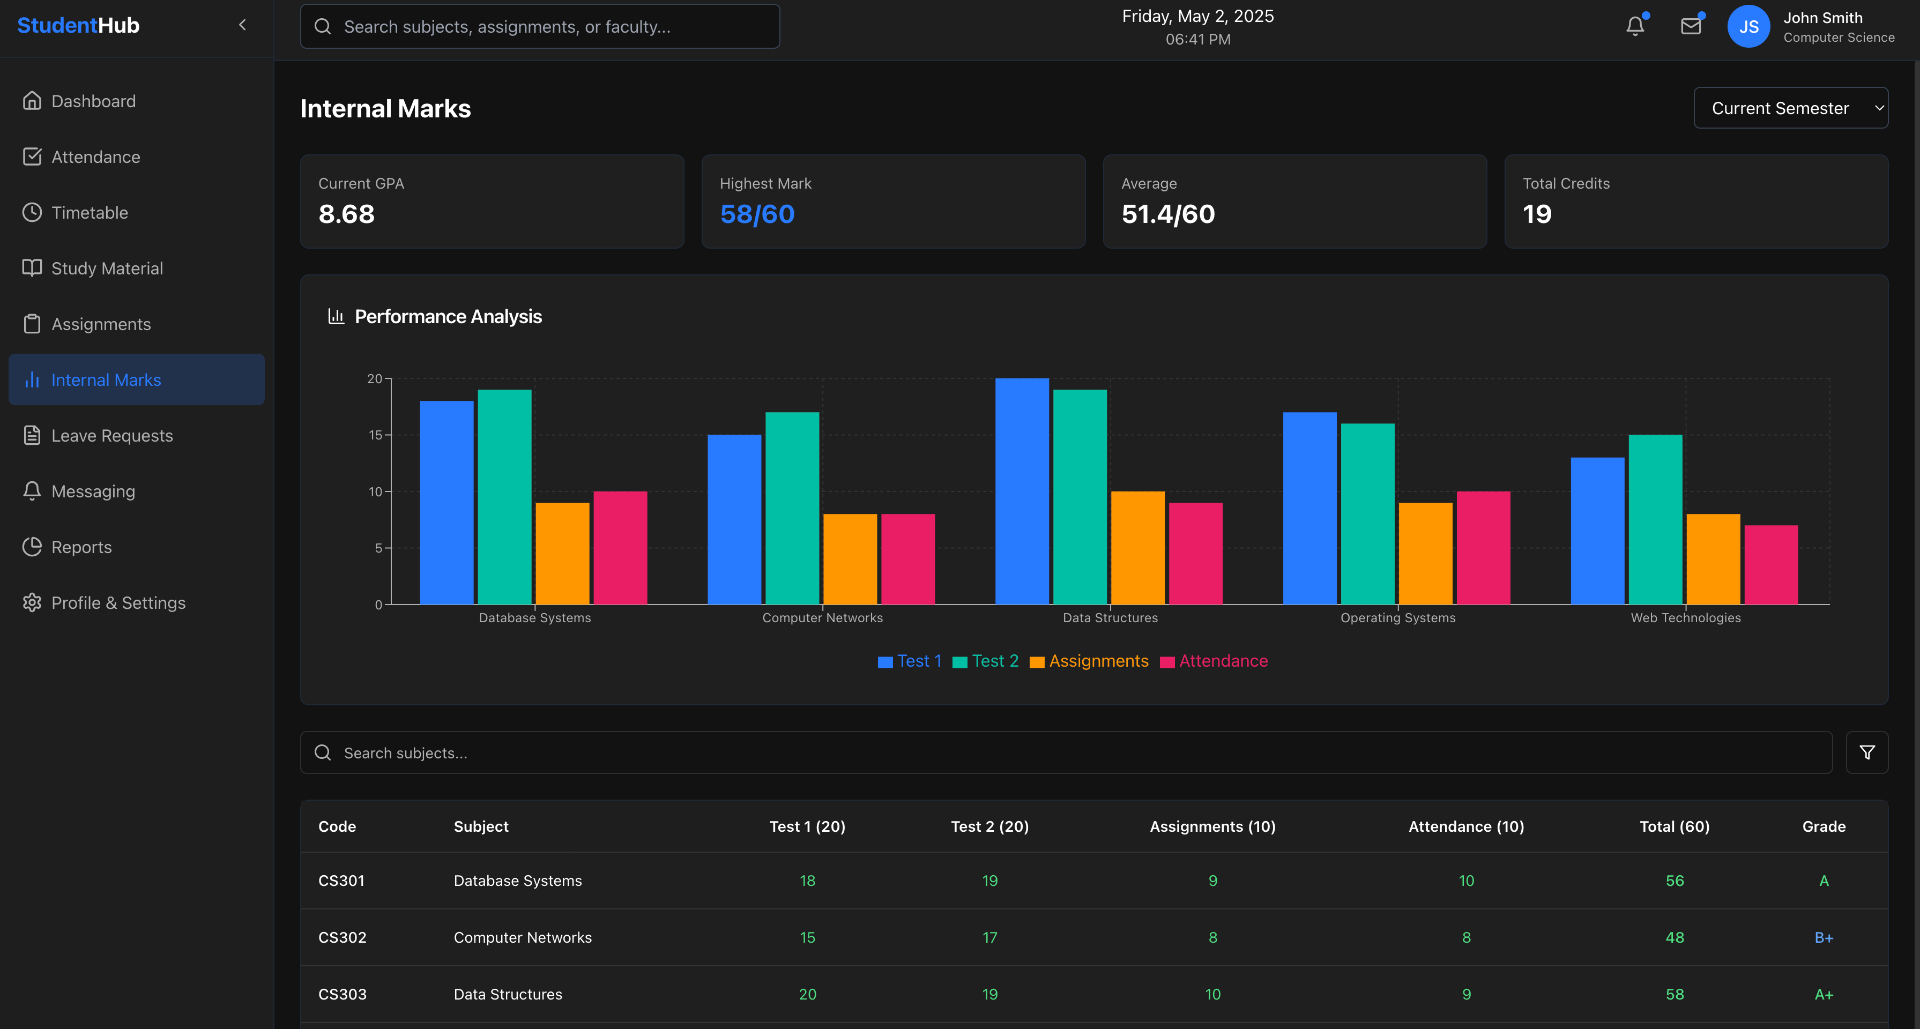 StudentHub
Search subjects, assignments, or faculty...
Friday, May 2, 2025
06:41 PM
JS
John Smith
Computer Science
Dashboard
Attendance
Timetable
Study Material
Assignments
Internal Marks
Leave Requests
Messaging
Reports
Profile & Settings
Internal Marks
Current Semester
Current GPA
8.68
Highest Mark
58/60
Average
51.4/60
Total Credits
19
Performance Analysis
20
15
10
5
0
Database Systems
Computer Networks
Data Structures
Operating Systems
Web Technologies
Test 1
Test 2
Assignments
Attendance
Search subjects...
Code Subject Test 1 (20) Test 2 (20) Assignments (10) Attendance (10) Total (60) Grade
CS301 Database Systems 18 19 9 10 56 A
CS302 Computer Networks 15 17 8 8 48 B+
CS303 Data Structures 20 19 10 9 58 A+